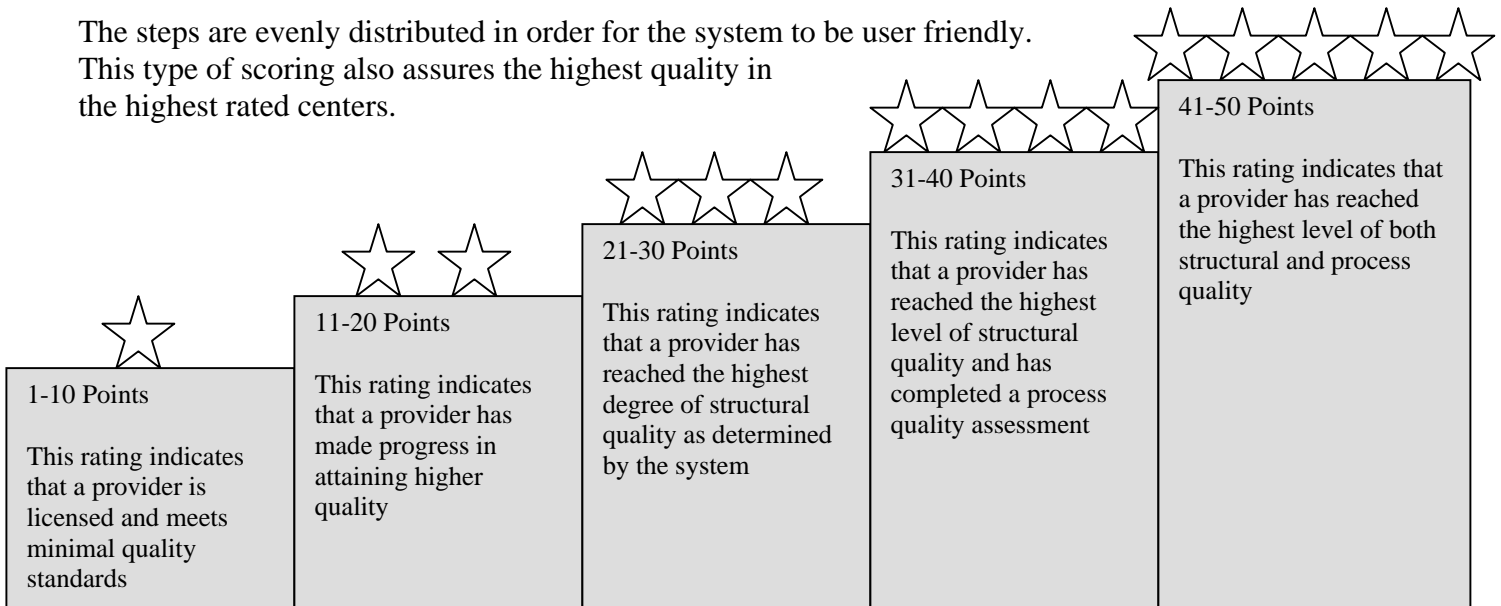 The steps are evenly distributed in order for the system to be user friendly.
This type of scoring also assures the highest quality in
the highest rated centers.
1-10 Points
This rating indicates
that a provider is
licensed and meets
minimal quality
standards
11-20 Points
This rating indicates
that a provider has
made progress in
attaining higher
quality
21-30 Points
This rating indicates
that a provider has
reached the highest
degree of structural
quality as determined
by the system
31-40 Points
This rating indicates
that a provider has
reached the highest
level of structural
quality and has
completed a process
quality assessment
41-50 Points
This rating indicates that
a provider has reached
the highest level of both
structural and process
quality